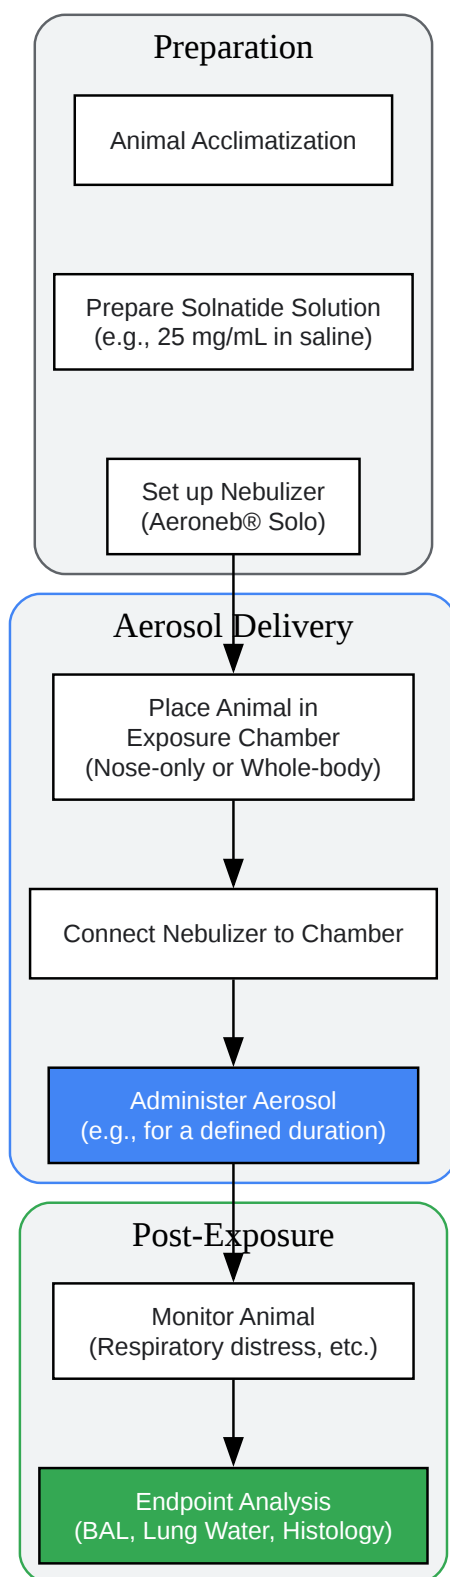 Preparation
Animal Acclimatization
Prepare Solnatide Solution
(e.g., 25 mg/mL in saline)
Set up Nebulizer
(Aeroneb® Solo)
Aerosol Delivery
Place Animal in
Exposure Chamber
(Nose-only or Whole-body)
Connect Nebulizer to Chamber
Administer Aerosol
(e.g., for a defined duration)
Post-Exposure
Monitor Animal
(Respiratory distress, etc.)
Endpoint Analysis
(BAL, Lung Water, Histology)